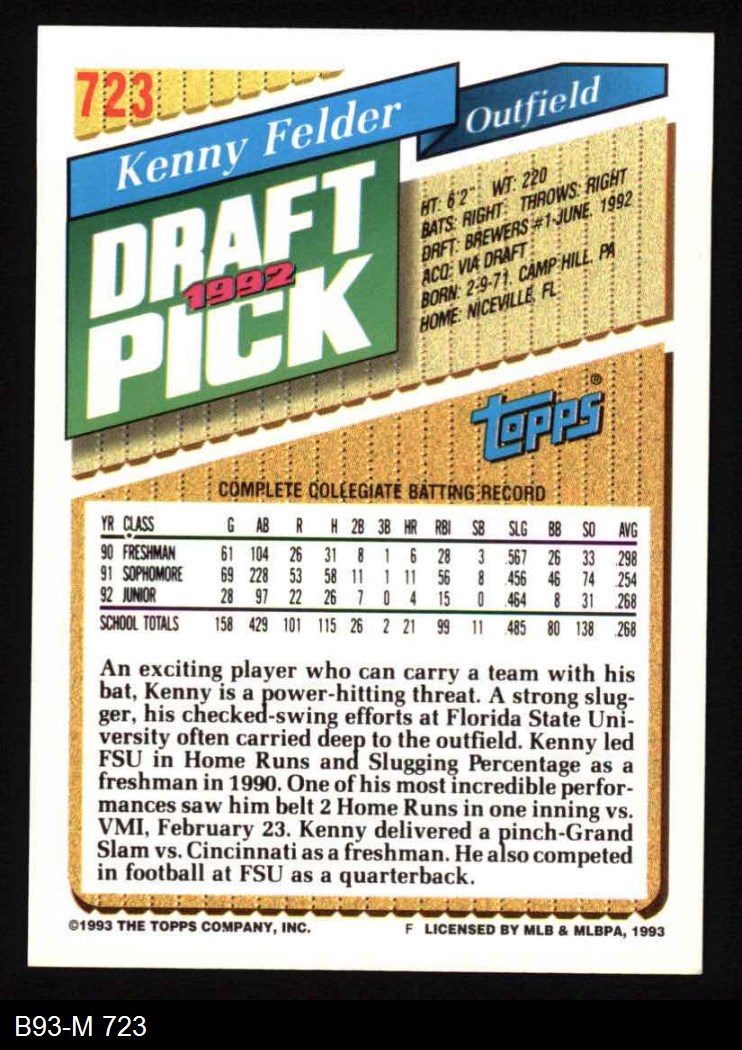 723
Kenny Felder
Outfield
DRAFT
1992
PICK
HT: 6'2" WT: 220
BATS: RIGHT THROWS: RIGHT
DRFT: BREWERS #1-JUNE, 1992
ACQ: VIA DRAFT
BORN: 2-9-71, CAMP HILL, PA
HOME: NICEVILLE, FL
TOPPS®
COMPLETE COLLEGIATE BATTING RECORD
YR CLASS G AB R H 2B 3B HR RBI SB SLG BB SO AVG
90 FRESHMAN 61 104 26 31 8 1 6 28 3 .567 26 33 .298
91 SOPHOMORE 69 228 53 58 11 1 11 56 8 .456 46 74 .254
92 JUNIOR 28 97 22 26 7 0 4 15 0 .464 8 31 .268
SCHOOL TOTALS 158 429 101 115 26 2 21 99 11 .485 80 138 .268
An exciting player who can carry a team with his
bat, Kenny is a power-hitting threat. A strong slug-
ger, his checked-swing efforts at Florida State Uni-
versity often carried deep to the outfield. Kenny led
FSU in Home Runs and Slugging Percentage as a
freshman in 1990. One of his most incredible perfor-
mances saw him belt 2 Home Runs in one inning vs.
VMI, February 23. Kenny delivered a pinch-Grand
Slam vs. Cincinnati as a freshman. He also competed
in football at FSU as a quarterback.
©1993 THE TOPPS COMPANY, INC. F LICENSED BY MLB & MLBPA, 1993
B93-M 723